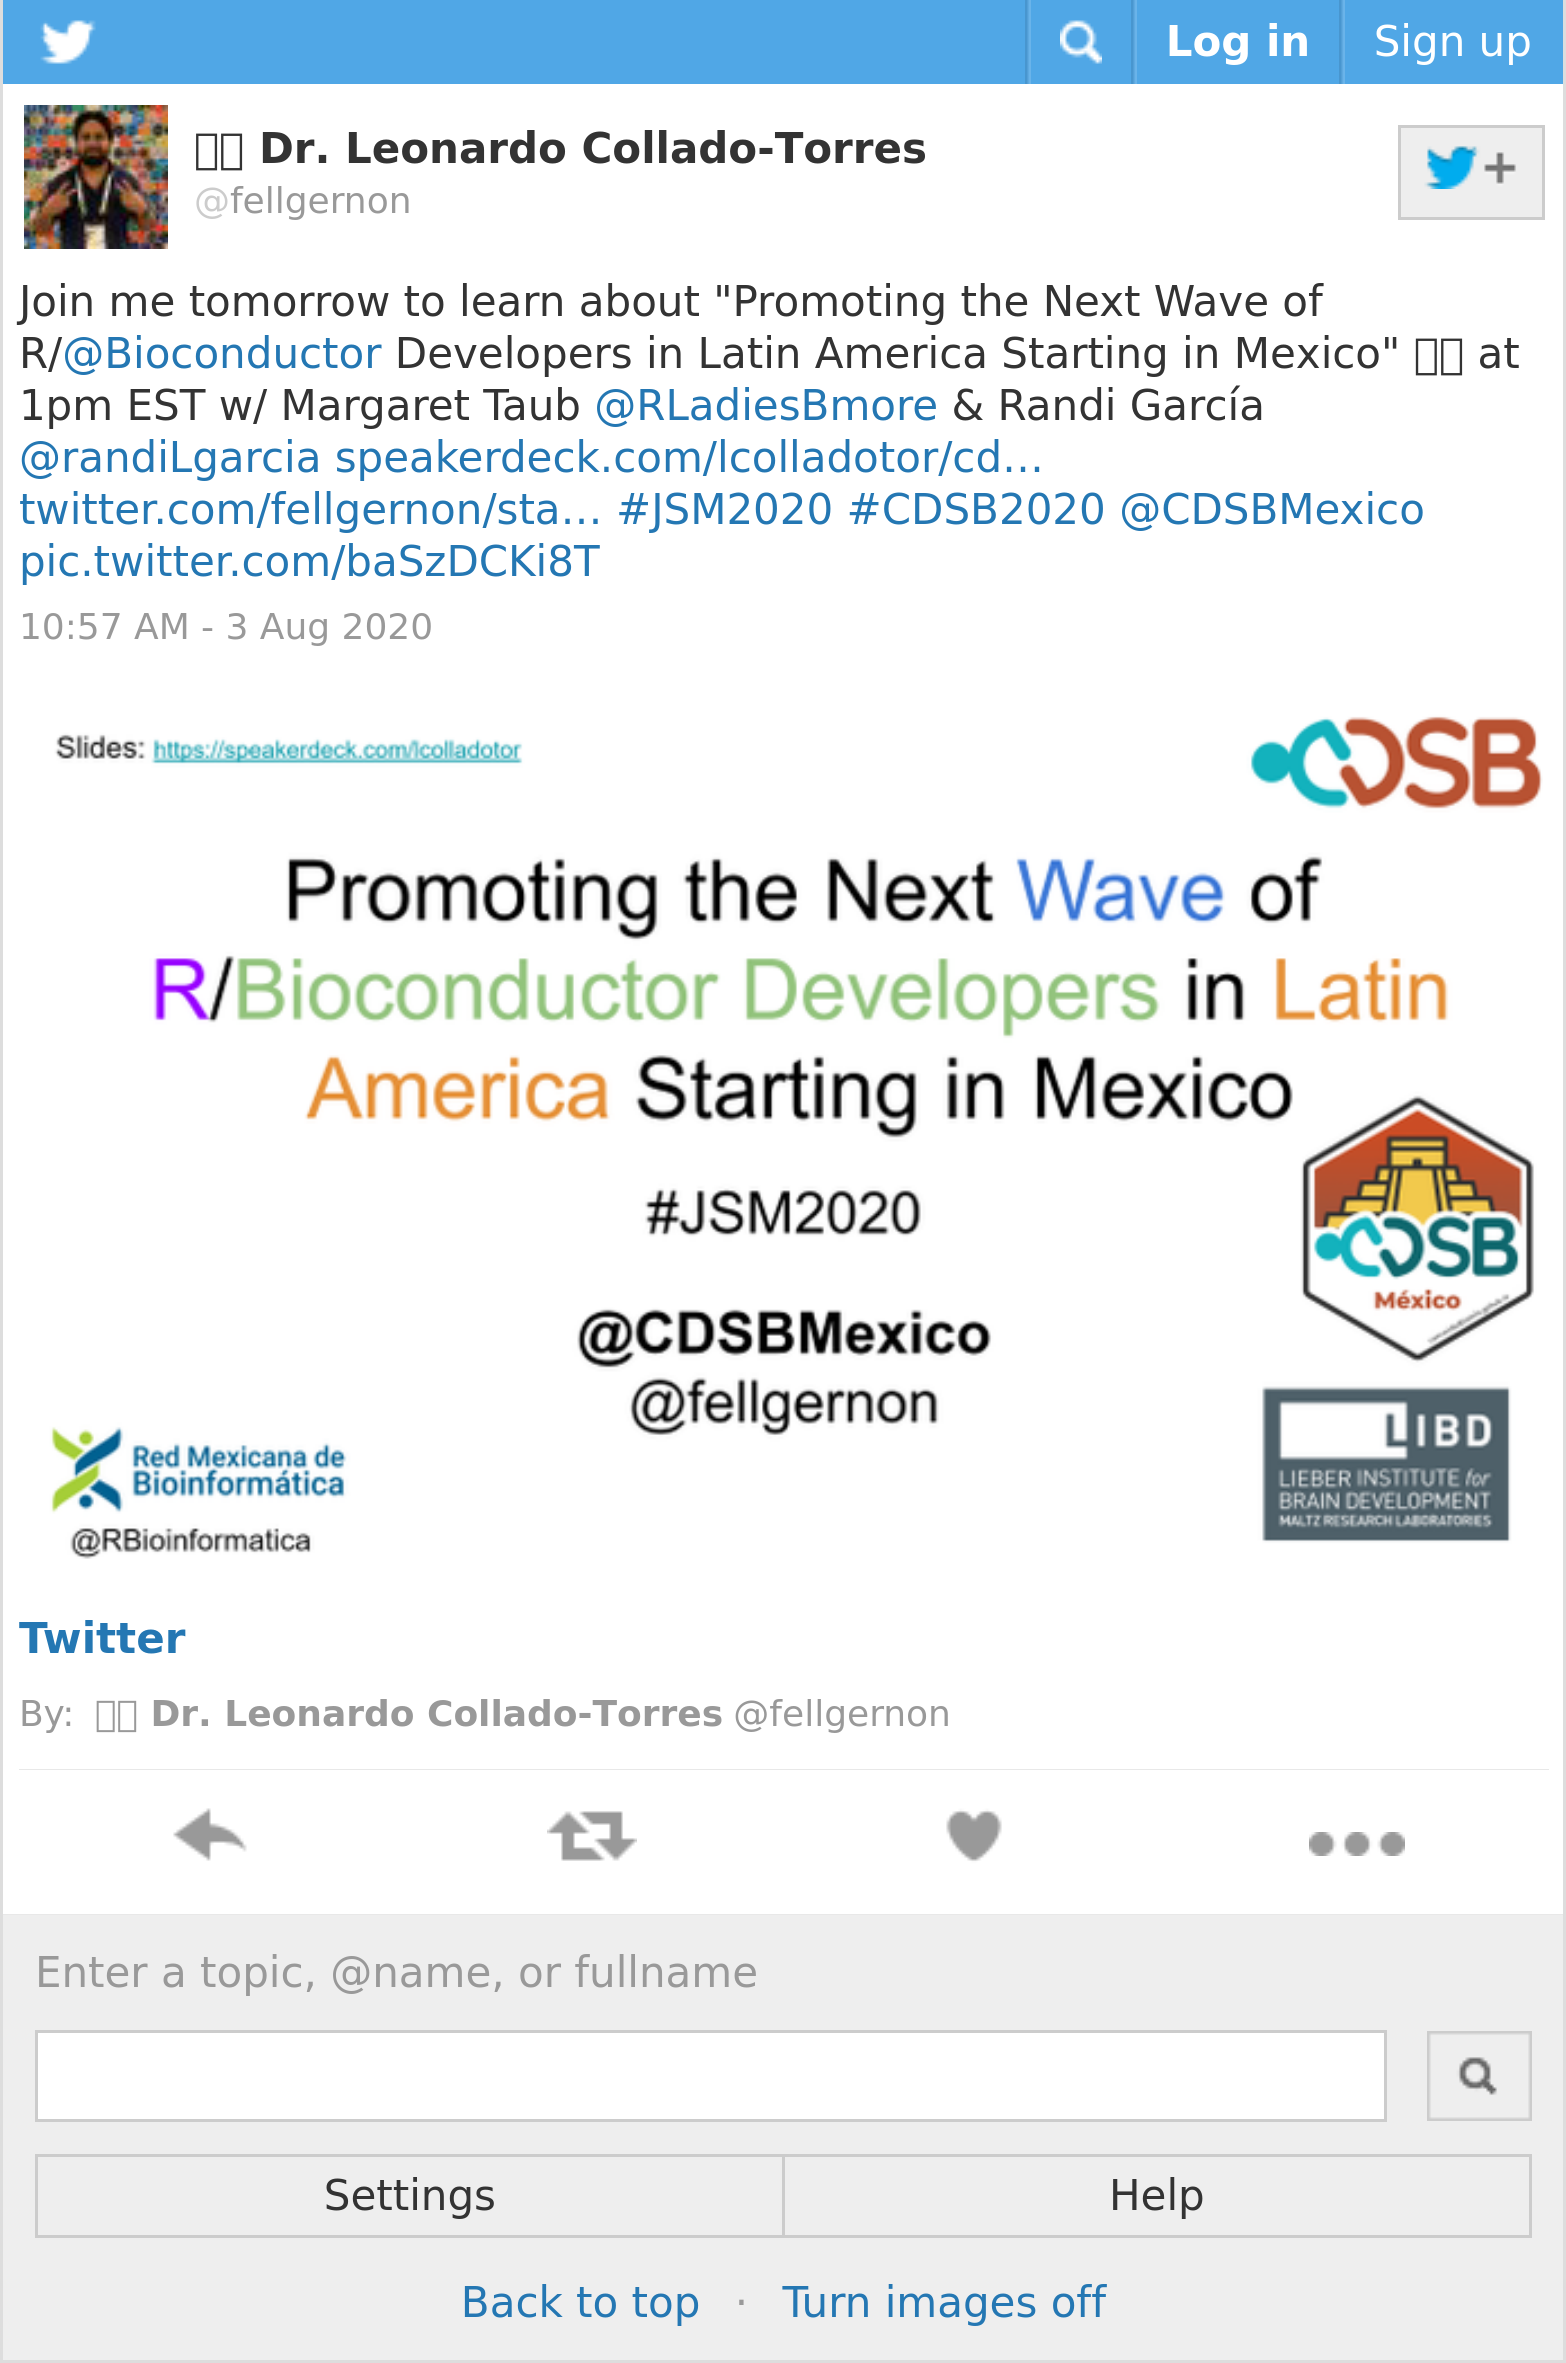 Log in
Sign up
Dr. Leonardo Collado-Torres
@fellgernon
Join me tomorrow to learn about "Promoting the Next Wave of
R/@Bioconductor Developers in Latin America Starting in Mexico" at
1pm EST w/ Margaret Taub @RLadiesBmore & Randi García
@randiLgarcia speakerdeck.com/lcolladotor/cd…
twitter.com/fellgernon/sta… #JSM2020 #CDSB2020 @CDSBMexico
pic.twitter.com/baSzDCKi8T
10:57 AM - 3 Aug 2020
Slides: https://speakerdeck.com/lcolladotor
CDSB
Promoting the Next Wave of
R/Bioconductor Developers in Latin
America Starting in Mexico
#JSM2020
CDSB
México
@CDSBMexico
@fellgernon
Red Mexicana de
Bioinformática
@RBioinformatica
LIBD
LIEBER INSTITUTE for
BRAIN DEVELOPMENT
MALTZ RESEARCH LABORATORIES
Twitter
By: Dr. Leonardo Collado-Torres @fellgernon
Enter a topic, @name, or fullname
Settings
Help
Back to top · Turn images off